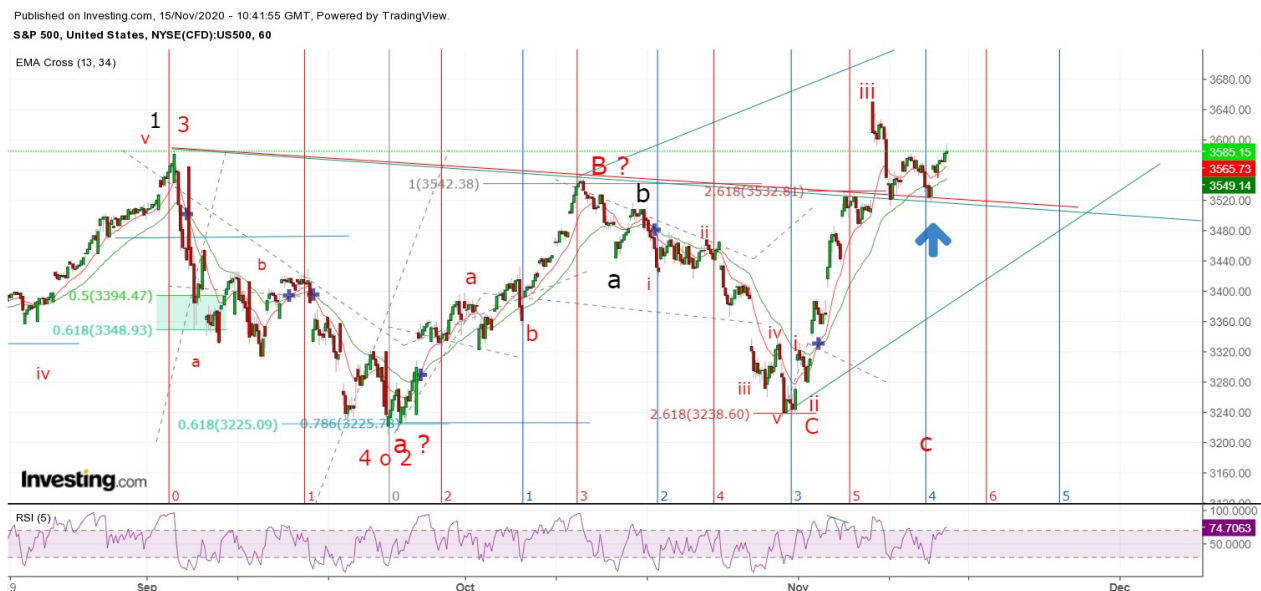 Published on Investing.com, 15/Nov/2020 - 10:41:55 GMT, Powered by TradingView.
S&P 500, United States, NYSE(CFD):US500, 60
EMA Cross (13, 34)
3680.00
3640.00
iii
1
3
v
3600.00
3585.15
B ?
3565.73
1(3542.38)
2.618(3532.81)
3549.14
b
3520.00
3480.00
ii
b
3440.00
a
a
i
0.5(3394.47)
3400.00
3360.00
0.618(3348.93)
b
iv
i
a
3320.00
iv
iii
3280.00
ii
2.618(3238.60)
v
C
3240.00
0.618(3225.09)
0.786(3225.73)
a ?
4 o 2
c
3200.00
Investing.com
3160.00
0
1
0
2
1
3
2
4
3
5
4
6
5
3120.00
RSI (5)
100.0000
74.7063
50.0000
9
Sep
Oct
Nov
Dec